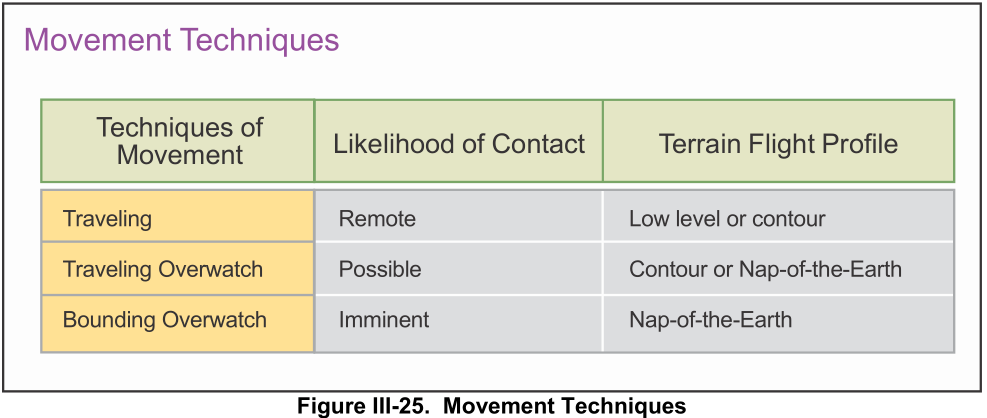 Movement Techniques
Techniques of
Movement
Likelihood of Contact
Terrain Flight Profile
Traveling
Remote
Low level or contour
Traveling Overwatch
Possible
Contour or Nap-of-the-Earth
Bounding Overwatch
Imminent
Nap-of-the-Earth
Figure III-25. Movement Techniques